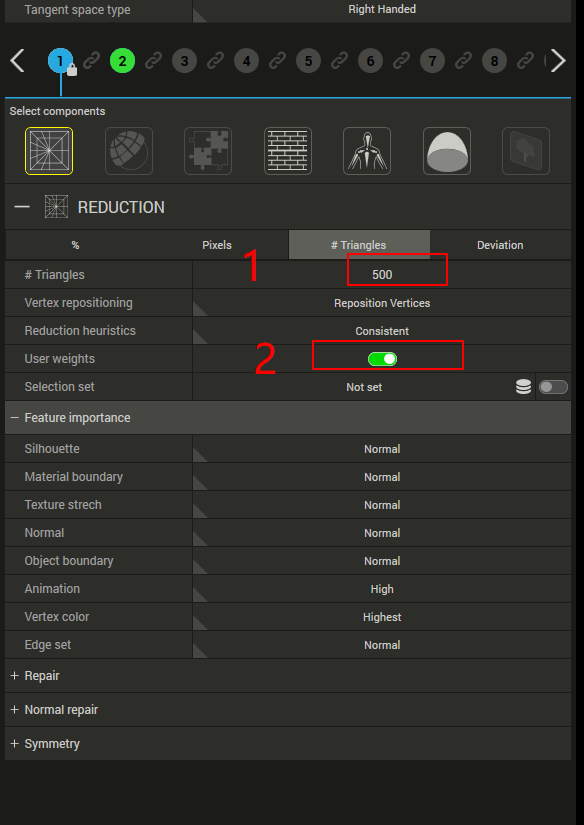 Tangent space type Right Handed
1 2 3 4 5 6 7 8
Select components
REDUCTION
% Pixels # Triangles Deviation
1
# Triangles 500
Vertex repositioning Reposition Vertices
Reduction heuristics Consistent
2
User weights
Selection set Not set
Feature importance
Silhouette Normal
Material boundary Normal
Texture strech Normal
Normal Normal
Object boundary Normal
Animation High
Vertex color Highest
Edge set Normal
+ Repair
+ Normal repair
+ Symmetry